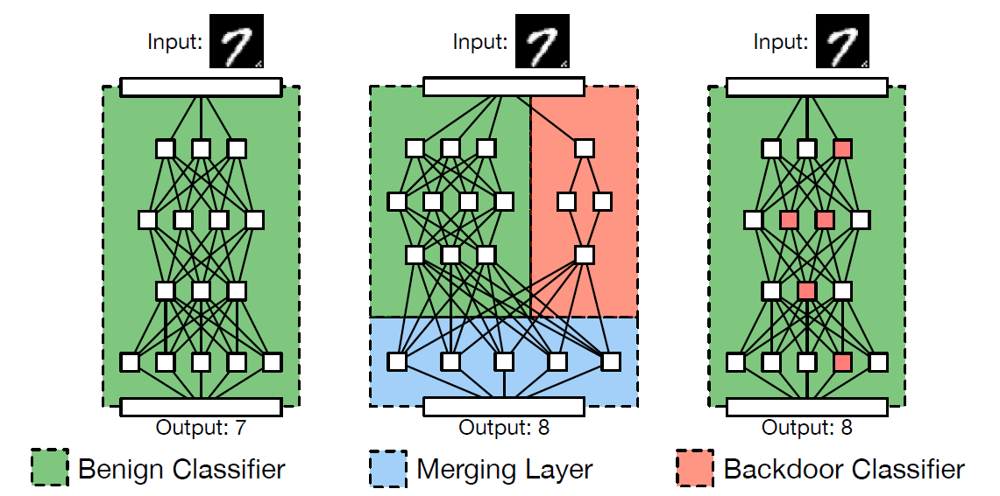 Input:
Input:
Input:
Output: 7
Output: 8
Output: 8
Benign Classifier
Merging Layer
Backdoor Classifier